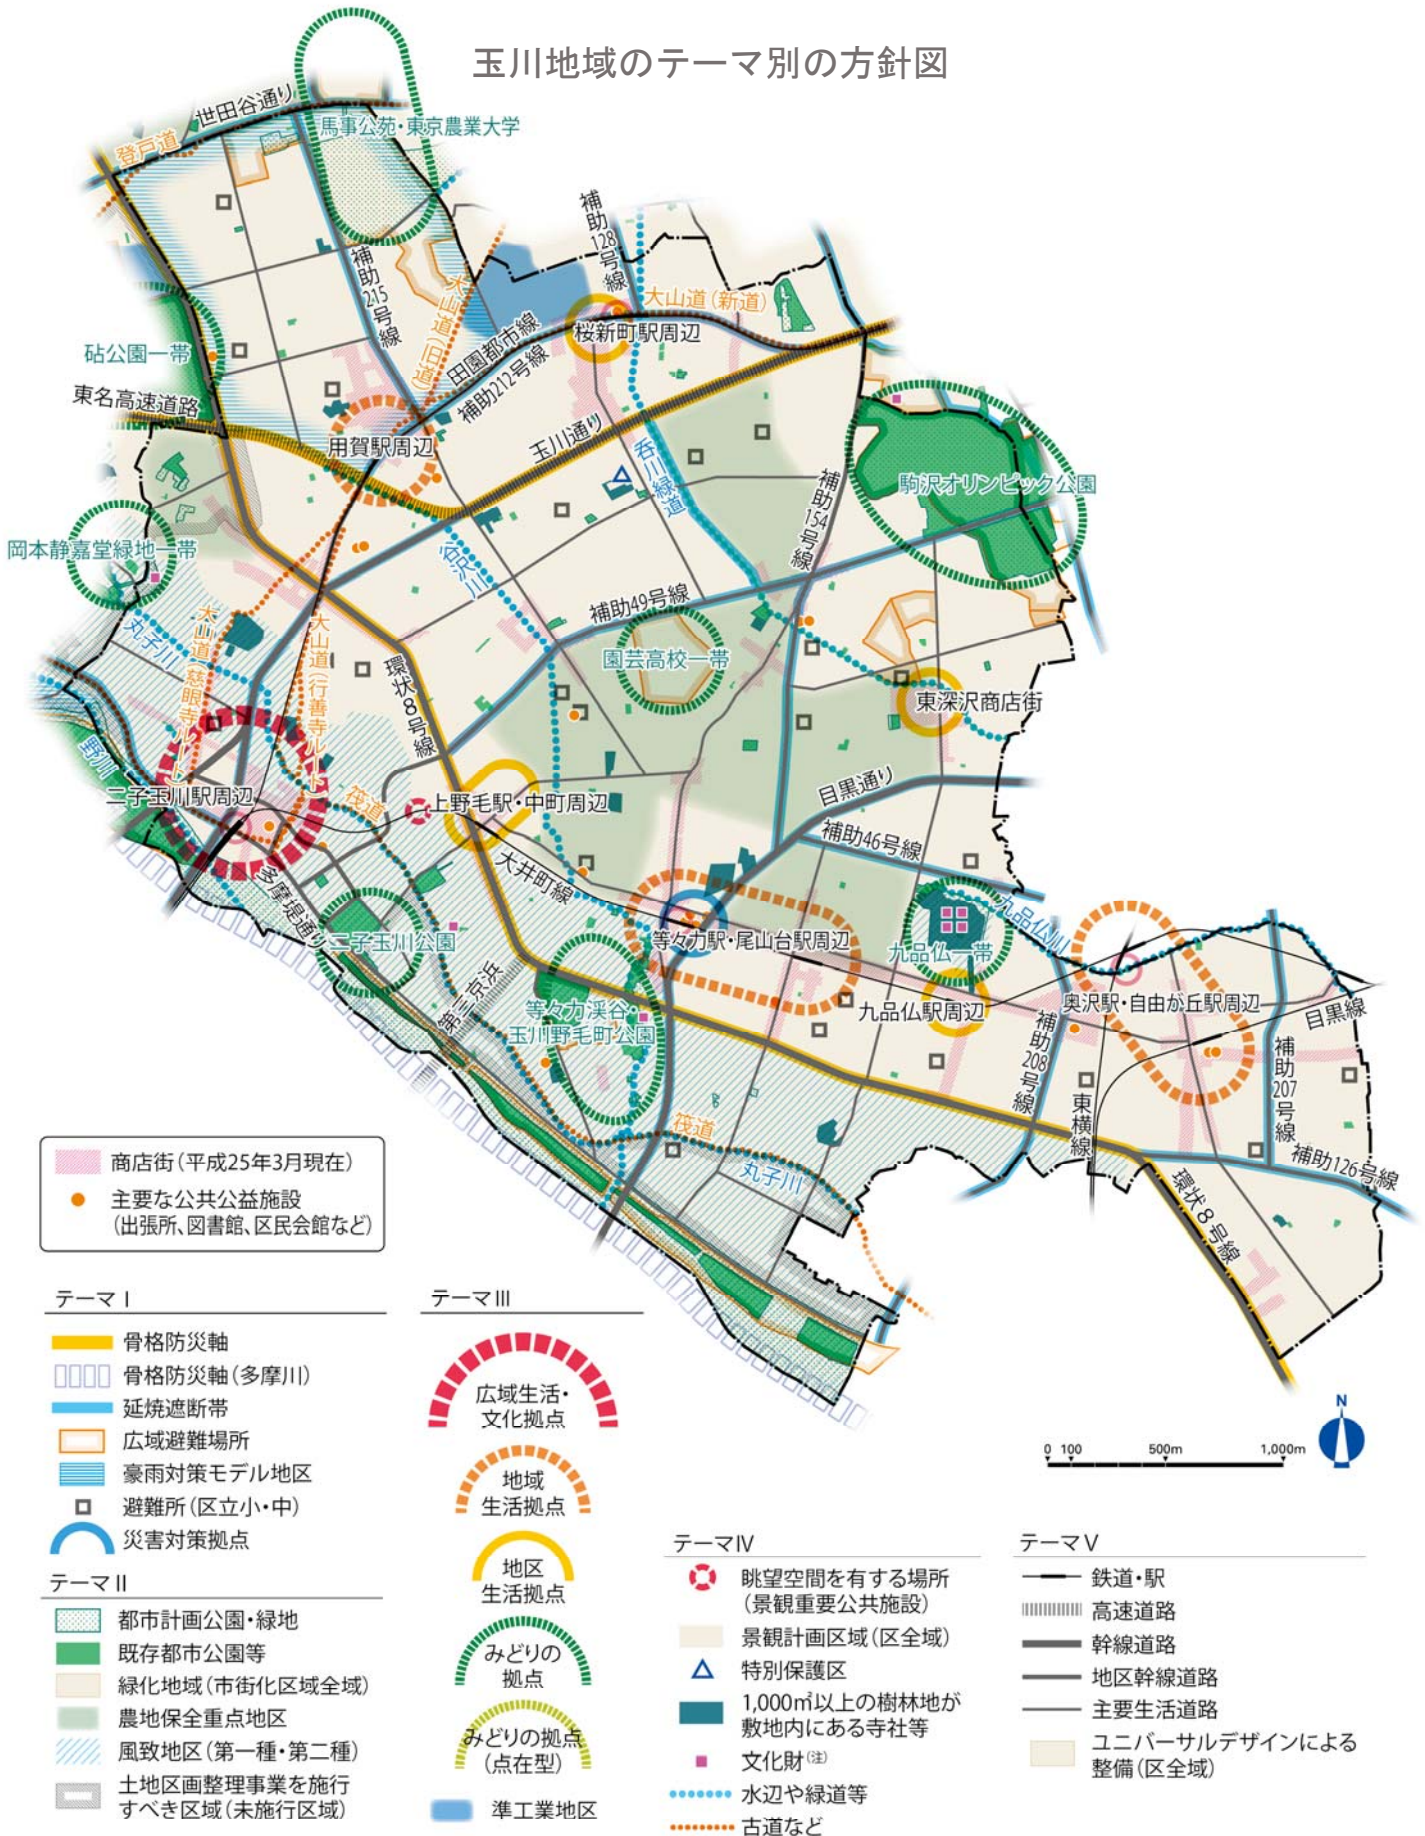 玉川地域のテーマ別の方針図
世田谷通り
登戸道
馬事公苑・東京農業大学
補助128号線
補助215号線
大山道(旧道)
大山道(新道)
桜新町駅周辺
田園都市線
補助212号線
砧公園一帯
東名高速道路
用賀駅周辺
玉川通り
呑川緑道
補助154号線
駒沢オリンピック公園
岡本静嘉堂緑地一帯
谷沢川
補助49号線
丸子川
大山道(慈眼寺ルート)
大山道(行善寺ルート)
園芸高校一帯
環状8号線
東深沢商店街
野川
二子玉川駅周辺
筏道
上野毛駅・中町周辺
目黒通り
補助46号線
大井町線
多摩堤通り
二子玉川公園
等々力駅・尾山台駅周辺
九品仏川
九品仏一帯
第三京浜
等々力渓谷・
玉川野毛町公園
九品仏駅周辺
奥沢駅・自由が丘駅周辺
目黒線
補助208号線
補助207号線
東横線
筏道
丸子川
補助126号線
環状8号線
商店街(平成25年3月現在)
主要な公共公益施設
(出張所、図書館、区民会館など)
テーマⅠ
骨格防災軸
骨格防災軸(多摩川)
延焼遮断帯
広域避難場所
豪雨対策モデル地区
避難所(区立小・中)
災害対策拠点
テーマⅡ
都市計画公園・緑地
既存都市公園等
緑化地域(市街化区域全域)
農地保全重点地区
風致地区(第一種・第二種)
土地区画整理事業を施行
すべき区域(未施行区域)
テーマⅢ
広域生活・
文化拠点
地域
生活拠点
地区
生活拠点
みどりの
拠点
みどりの拠点
(点在型)
準工業地区
テーマⅣ
眺望空間を有する場所
(景観重要公共施設)
景観計画区域(区全域)
特別保護区
1,000㎡以上の樹林地が
敷地内にある寺社等
文化財(注)
水辺や緑道等
古道など
テーマⅤ
鉄道・駅
高速道路
幹線道路
地区幹線道路
主要生活道路
ユニバーサルデザインによる
整備(区全域)
N
0 100 500m 1,000m